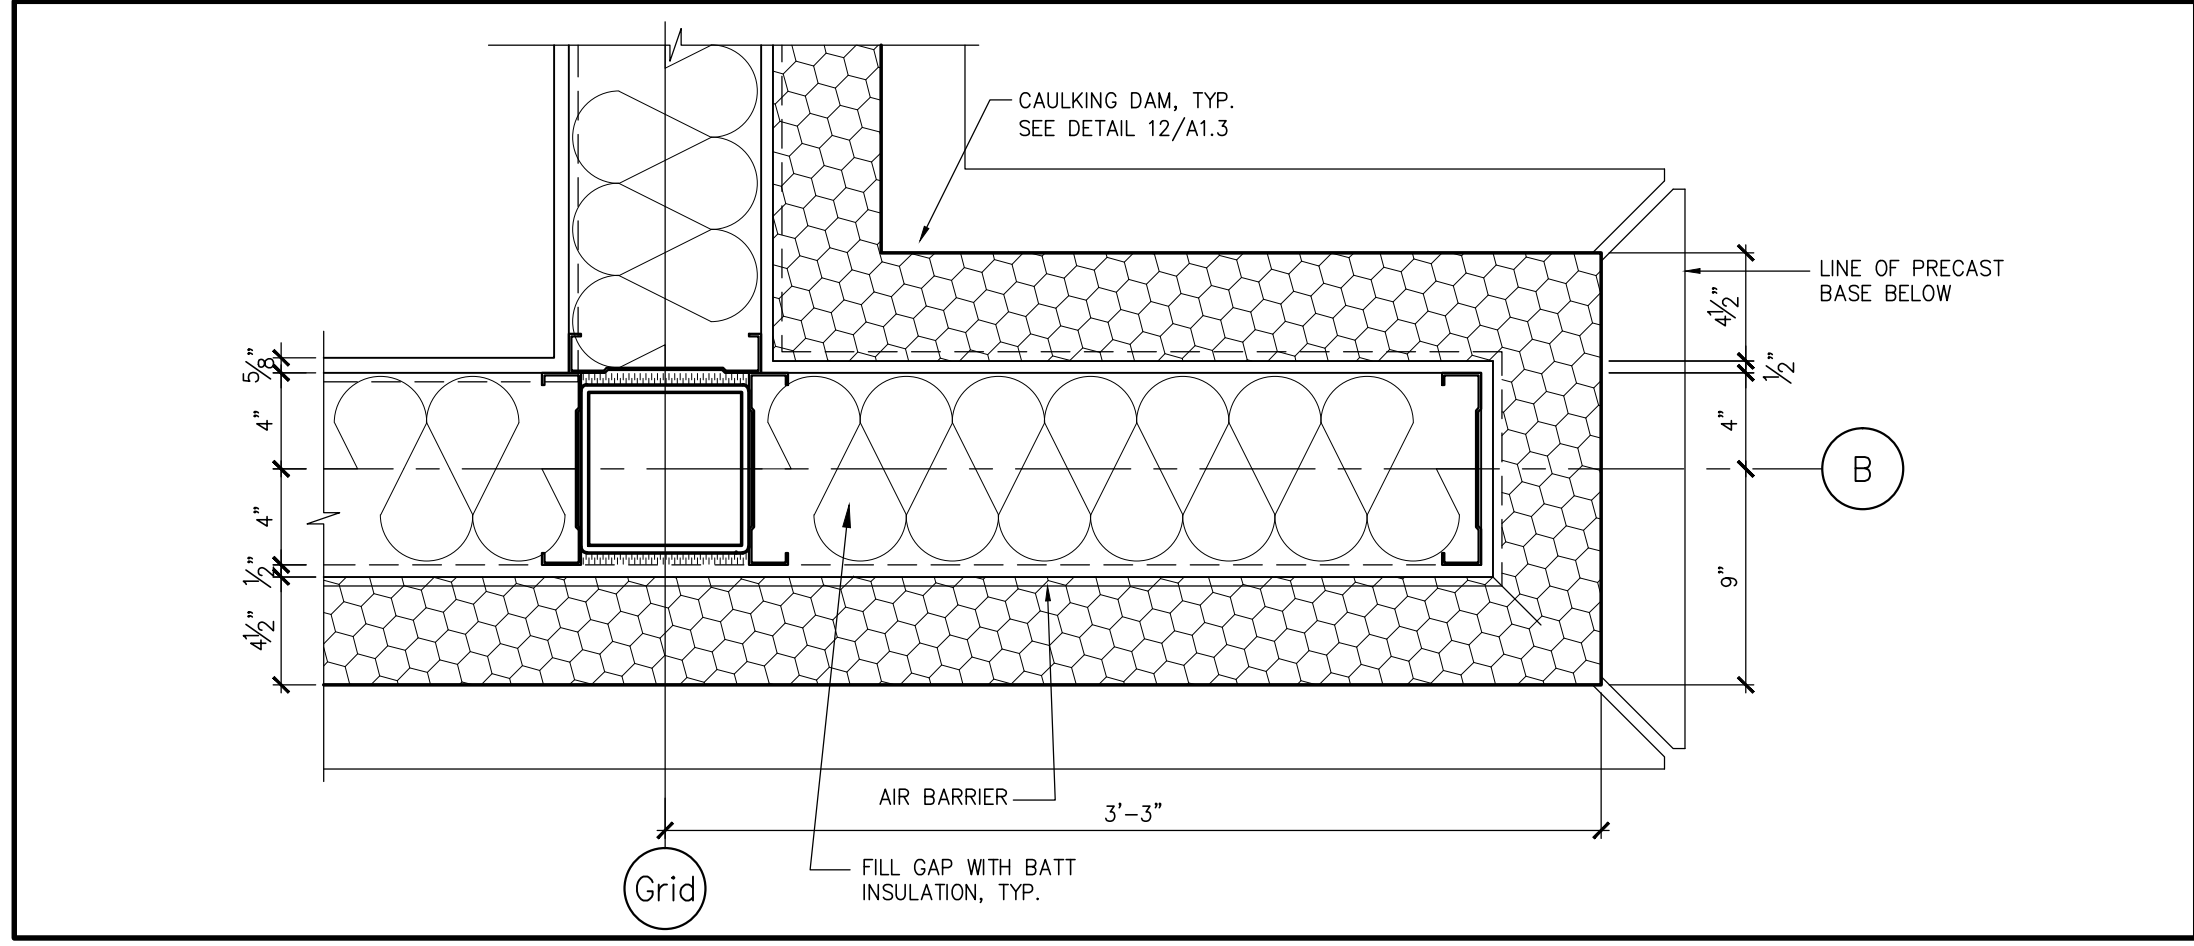 CAULKING DAM, TYP.
SEE DETAIL 12/A1.3
LINE OF PRECAST
BASE BELOW
4½"
½"
4"
9"
B
5/8"
4"
4"
½"
4½"
AIR BARRIER
3'-3"
FILL GAP WITH BATT
INSULATION, TYP.
Grid